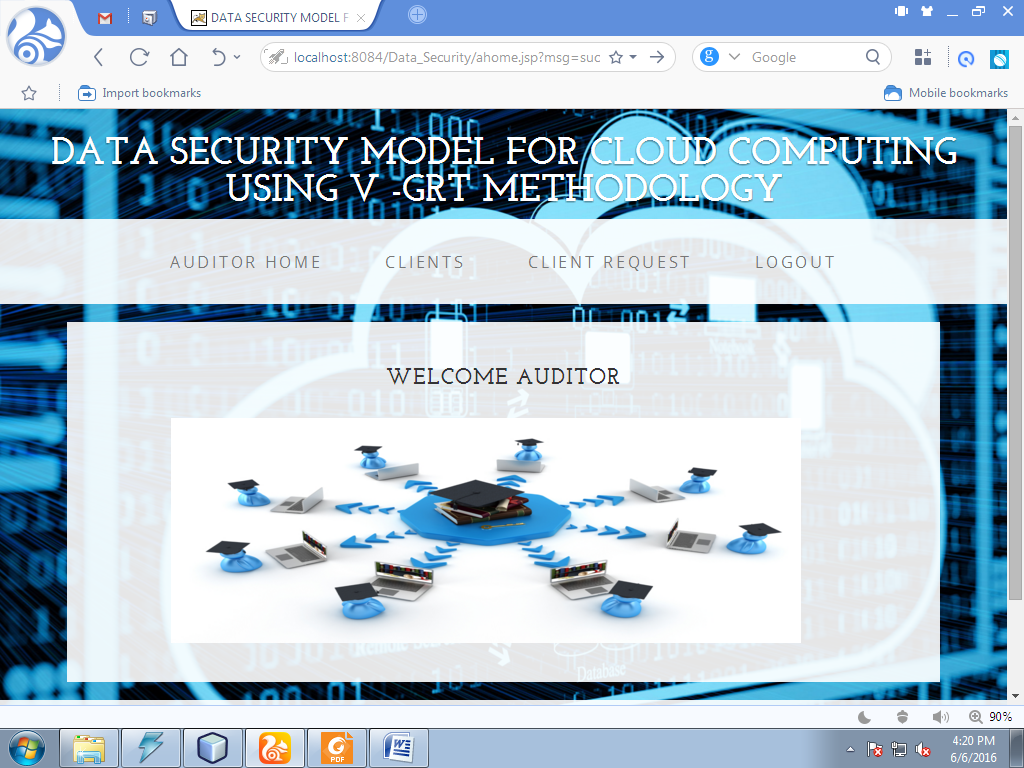 DATA SECURITY MODEL F
localhost:8084/Data_Security/ahome.jsp?msg=suc
Google
Import bookmarks
Mobile bookmarks
DATA SECURITY MODEL FOR CLOUD COMPUTING
USING V -GRT METHODOLOGY
AUDITOR HOME
CLIENTS
CLIENT REQUEST
LOGOUT
WELCOME AUDITOR
Database
90%
PDF
4:20 PM
6/6/2016